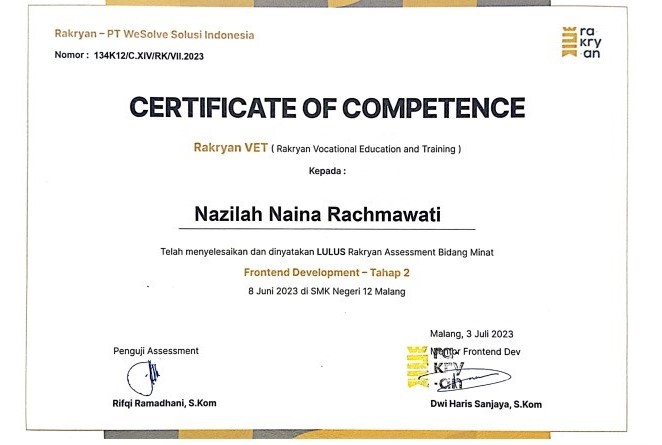 Rakryan – PT WeSolve Solusi Indonesia
Nomor : 134K12/C.XIV/RK/VII.2023
ra
kry
·an
CERTIFICATE OF COMPETENCE
Rakryan VET ( Rakryan Vocational Education and Training )
Kepada :
Nazilah Naina Rachmawati
Telah menyelesaikan dan dinyatakan LULUS Rakryan Assessment Bidang Minat
Frontend Development – Tahap 2
8 Juni 2023 di SMK Negeri 12 Malang
Penguji Assessment
Rifqi Ramadhani, S.Kom
Malang, 3 Juli 2023
Mentor Frontend Dev
ra
kry
·an
Dwi Haris Sanjaya, S.Kom